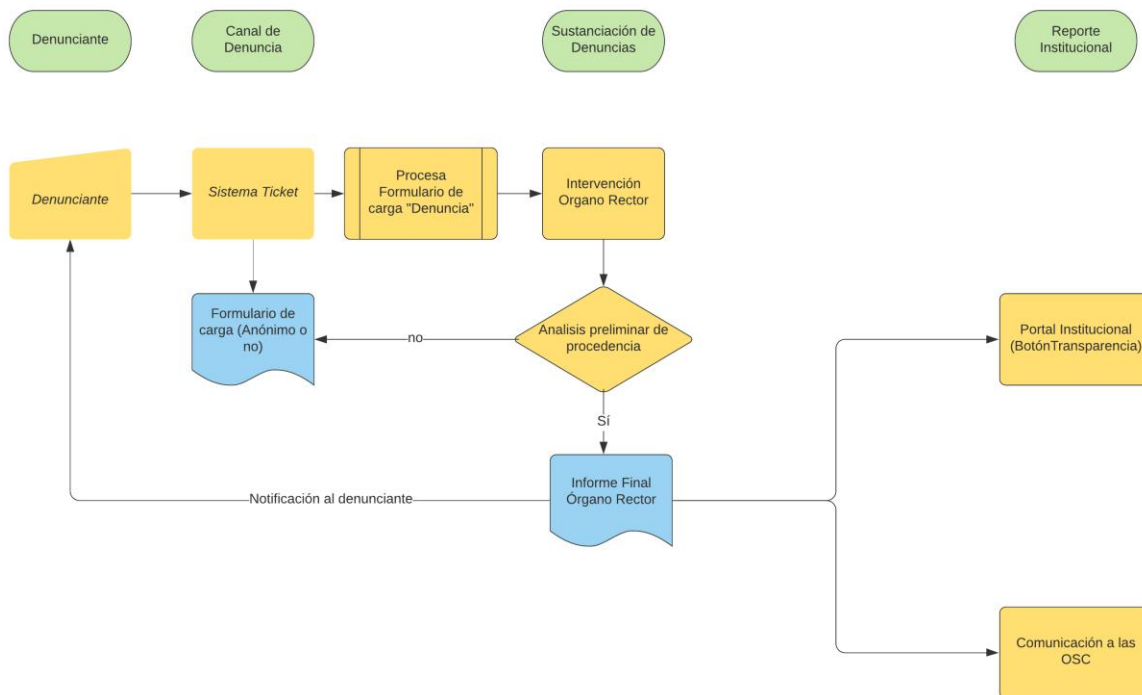 Denunciante
Canal de
Denuncia
Sustanciación de
Denuncias
Reporte
Institucional
Denunciante
Sistema Ticket
Procesa
Formulario de
carga "Denuncia"
Intervención
Organo Rector
Formulario de
carga (Anónimo o
no)
no
Analisis preliminar de
procedencia
Portal Institucional
(BotónTransparencia)
Sí
Notificación al denunciante
Informe Final
Órgano Rector
Comunicación a las
OSC